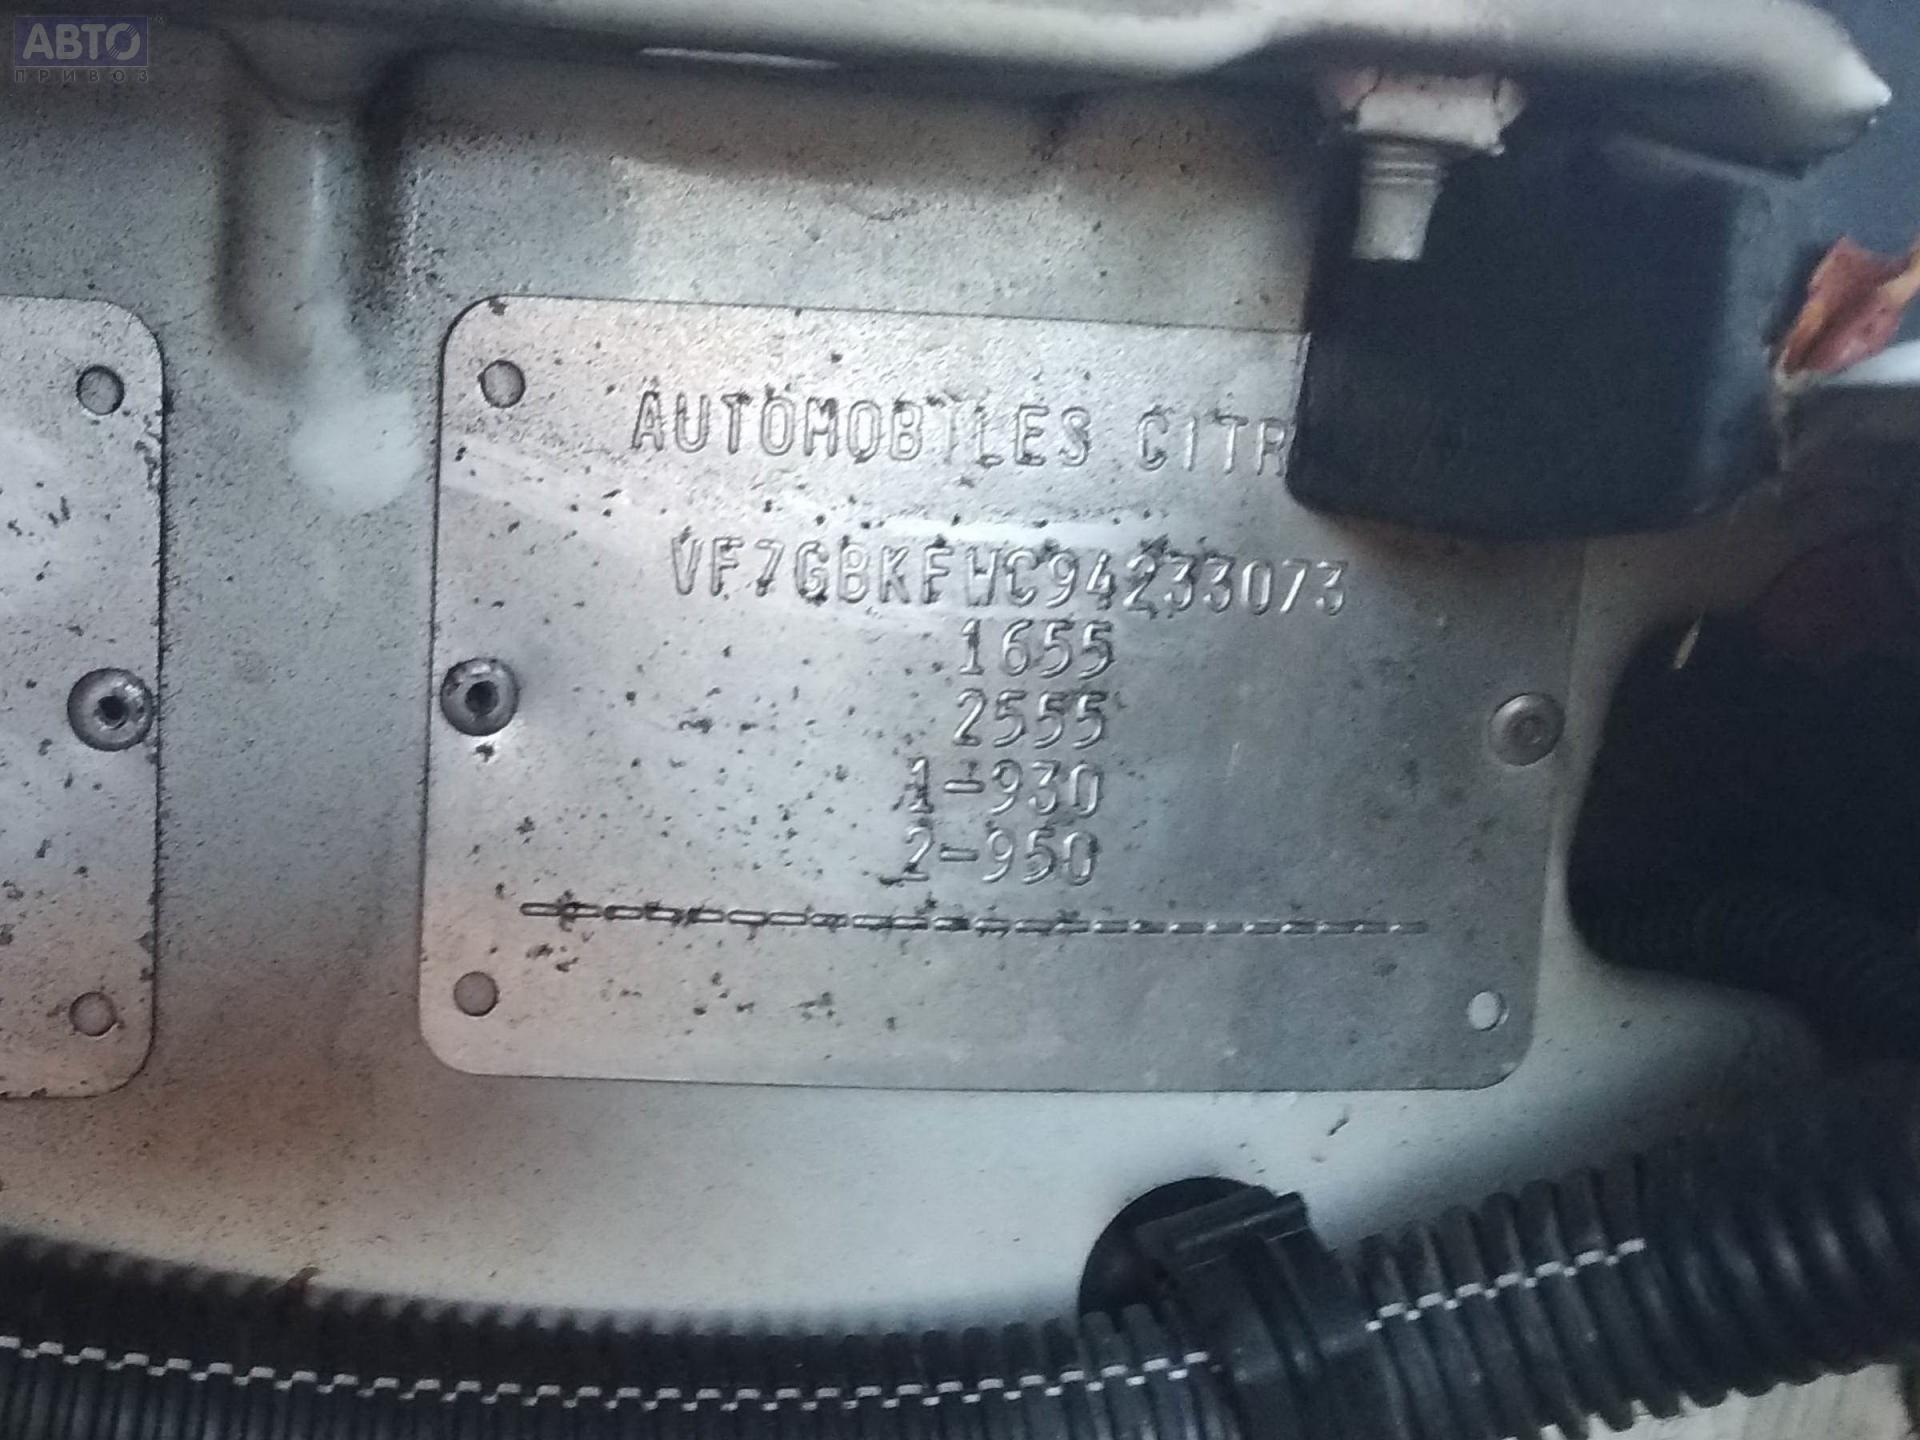 АВТО
ПРИВОЗ
AUTOMOBILES CITR
VF7GBKFWC94233073
1655
2555
1-930
2-950